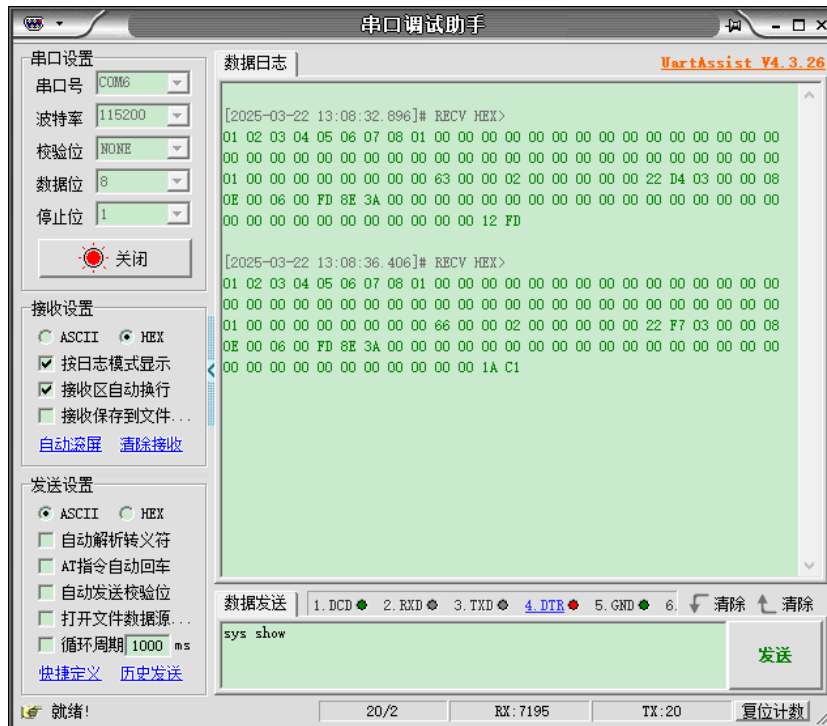 串口调试助手
串口设置
串口号 COM6
波特率 115200
校验位 NONE
数据位 8
停止位 1
关闭
接收设置
ASCII HEX
按日志模式显示
接收区自动换行
接收保存到文件...
自动滚屏 清除接收
发送设置
ASCII HEX
自动解析转义符
AT指令自动回车
自动发送校验位
打开文件数据源...
循环周期 1000 ms
快捷定义 历史发送
数据日志 UartAssist V4.3.26
[2025-03-22 13:08:32.896]# RECV HEX>
01 02 03 04 05 06 07 08 01 00 00 00 00 00 00 00 00 00 00 00 00 00 00 00
00 00 00 00 00 00 00 00 00 00 00 00 00 00 00 00 00 00 00 00 00 00 00 00
01 00 00 00 00 00 00 00 00 63 00 00 02 00 00 00 00 00 22 D4 03 00 00 08
0E 00 06 00 FD 8E 3A 00 00 00 00 00 00 00 00 00 00 00 00 00 00 00 00 00
00 00 00 00 00 00 00 00 00 00 00 12 FD
[2025-03-22 13:08:36.406]# RECV HEX>
01 02 03 04 05 06 07 08 01 00 00 00 00 00 00 00 00 00 00 00 00 00 00 00
00 00 00 00 00 00 00 00 00 00 00 00 00 00 00 00 00 00 00 00 00 00 00 00
01 00 00 00 00 00 00 00 00 66 00 00 02 00 00 00 00 00 22 F7 03 00 00 08
0E 00 06 00 FD 8E 3A 00 00 00 00 00 00 00 00 00 00 00 00 00 00 00 00 00
00 00 00 00 00 00 00 00 00 00 00 1A C1
数据发送 1.DCD 2.RXD 3.TXD 4.DTR 5.GND 6. 清除 清除
sys show
发送
就绪! 20/2 RX:7195 TX:20 复位计数